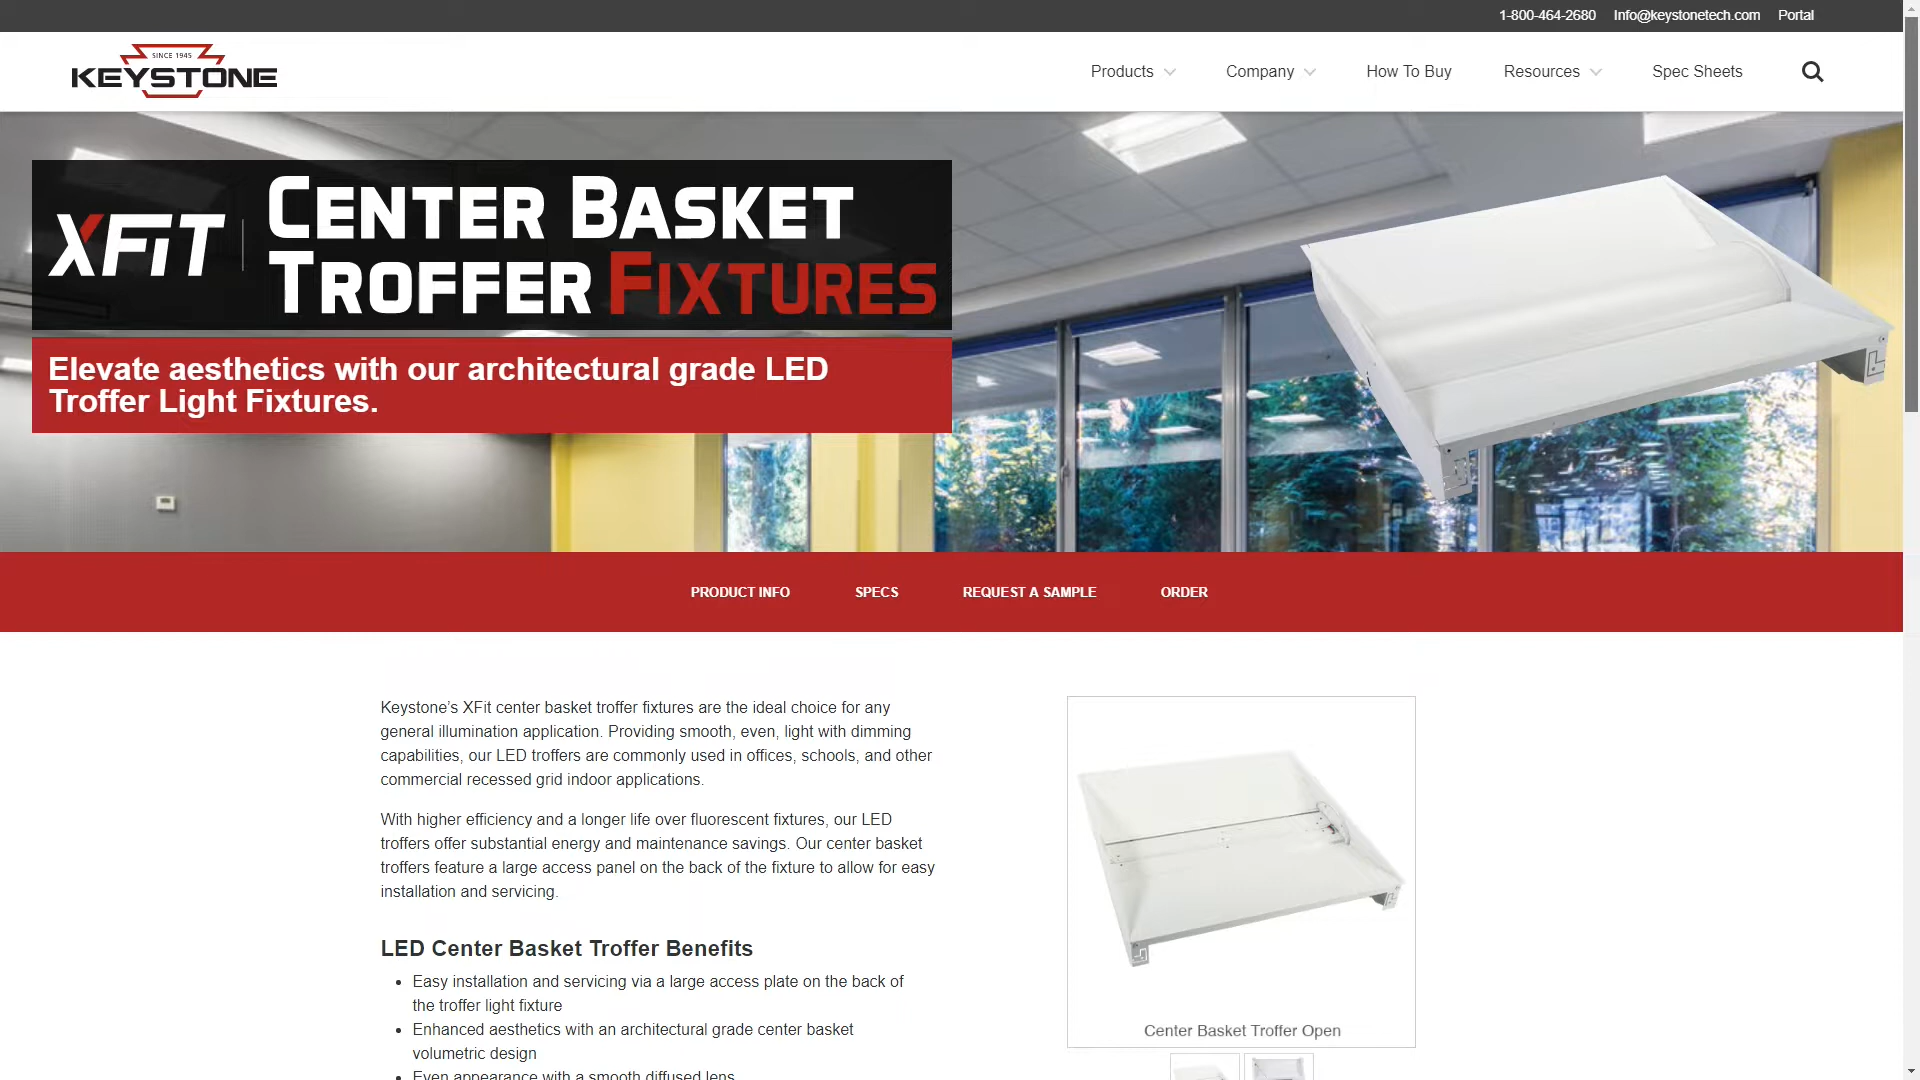 1-800-464-2680 Info@keystonetech.com Portal
SINCE 1945
KEYSTONE
Products Company How To Buy Resources Spec Sheets
XFIT CENTER BASKET
TROFFER FIXTURES
Elevate aesthetics with our architectural grade LED
Troffer Light Fixtures.
PRODUCT INFO SPECS REQUEST A SAMPLE ORDER
Keystone’s XFit center basket troffer fixtures are the ideal choice for any
general illumination application. Providing smooth, even, light with dimming
capabilities, our LED troffers are commonly used in offices, schools, and other
commercial recessed grid indoor applications.
With higher efficiency and a longer life over fluorescent fixtures, our LED
troffers offer substantial energy and maintenance savings. Our center basket
troffers feature a large access panel on the back of the fixture to allow for easy
installation and servicing.
LED Center Basket Troffer Benefits
• Easy installation and servicing via a large access plate on the back of
the troffer light fixture
• Enhanced aesthetics with an architectural grade center basket
volumetric design
• Even appearance with a smooth diffused lens
Center Basket Troffer Open